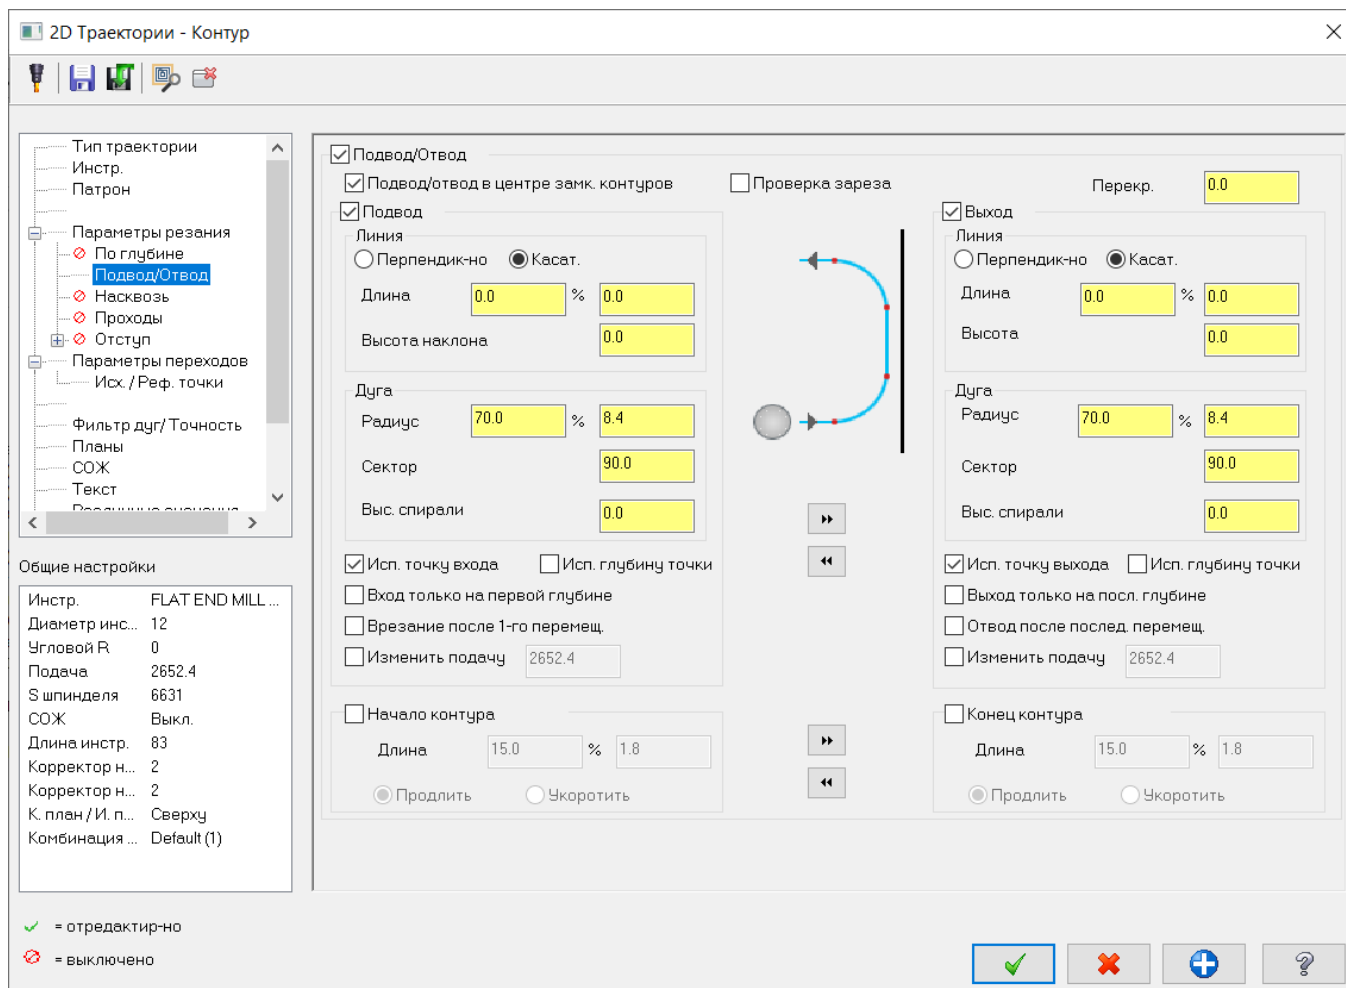 2D Траектории - Контур
Тип траектории
Инстр.
Патрон
Параметры резания
По глубине
Подвод/Отвод
Насквозь
Проходы
Отступ
Параметры переходов
Исх. / Реф. точки
Фильтр дуг/ Точность
Планы
СОЖ
Текст
Общие настройки
Инстр. FLAT END MILL ...
Диаметр инс... 12
Угловой R 0
Подача 2652.4
S шпинделя 6631
СОЖ Выкл.
Длина инстр. 83
Корректор н... 2
Корректор н... 2
К. план / И. п... Сверху
Комбинация ... Default (1)
= отредактир-но
= выключено
Подвод/Отвод
Подвод/отвод в центре замк. контуров
Проверка зареза
Перекр. 0.0
Подвод
Линия
Перпендик-но Касат.
Длина 0.0 % 0.0
Высота наклона 0.0
Дуга
Радиус 70.0 % 8.4
Сектор 90.0
Выс. спирали 0.0
Исп. точку входа Исп. глубину точки
Вход только на первой глубине
Врезание после 1-го перемещ.
Изменить подачу 2652.4
Начало контура
Длина 15.0 % 1.8
Продлить Укоротить
Выход
Линия
Перпендик-но Касат.
Длина 0.0 % 0.0
Высота 0.0
Дуга
Радиус 70.0 % 8.4
Сектор 90.0
Выс. спирали 0.0
Исп. точку выхода Исп. глубину точки
Выход только на посл. глубине
Отвод после послед. перемещ.
Изменить подачу 2652.4
Конец контура
Длина 15.0 % 1.8
Продлить Укоротить